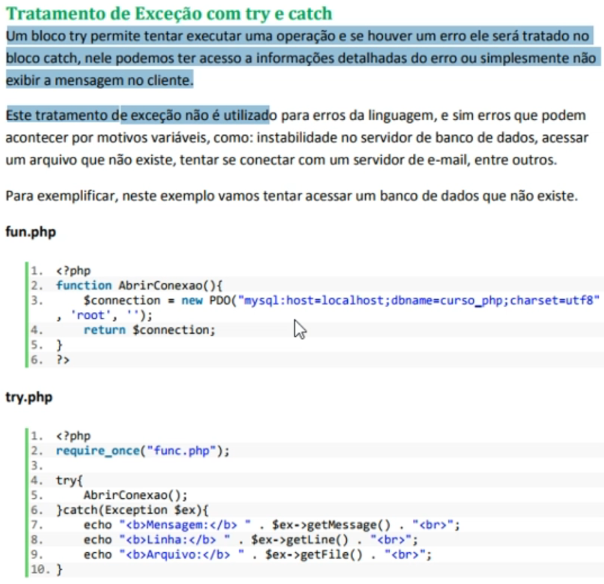 Tratamento de Exceção com try e catch
Um bloco try permite tentar executar uma operação e se houver um erro ele será tratado no
bloco catch, nele podemos ter acesso a informações detalhadas do erro ou simplesmente não
exibir a mensagem no cliente.
Este tratamento de exceção não é utilizado para erros da linguagem, e sim erros que podem
acontecer por motivos variáveis, como: instabilidade no servidor de banco de dados, acessar
um arquivo que não existe, tentar se conectar com um servidor de e-mail, entre outros.
Para exemplificar, neste exemplo vamos tentar acessar um banco de dados que não existe.
fun.php
1. <?php
2. function AbrirConexao(){
3. $connection = new PDO("mysql:host=localhost;dbname=curso_php;charset=utf8"
, 'root', '');
4. return $connection;
5. }
6. ?>
try.php
1. <?php
2. require_once("func.php");
3.
4. try{
5. AbrirConexao();
6. }catch(Exception $ex){
7. echo "<b>Mensagem:</b> " . $ex->getMessage() . "<br>";
8. echo "<b>Linha:</b> " . $ex->getLine() . "<br>";
9. echo "<b>Arquivo:</b> " . $ex->getFile() . "<br>";
10. }